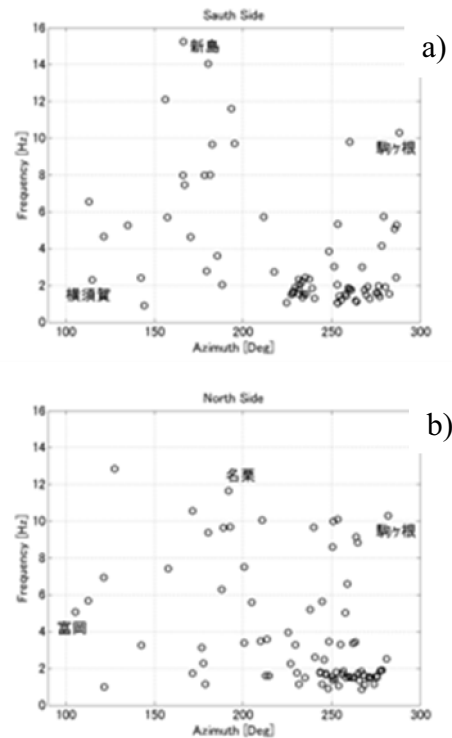 Sauth Side
a)
16
14
12
10
8
6
4
2
0
Frequency [Hz]
新島
駒ヶ根
横須賀
100 150 200 250 300
Azimuth [Deg]
North Side
b)
16
14
12
10
8
6
4
2
0
Frequency [Hz]
名栗
駒ヶ根
富岡
100 150 200 250 300
Azimuth [Deg]